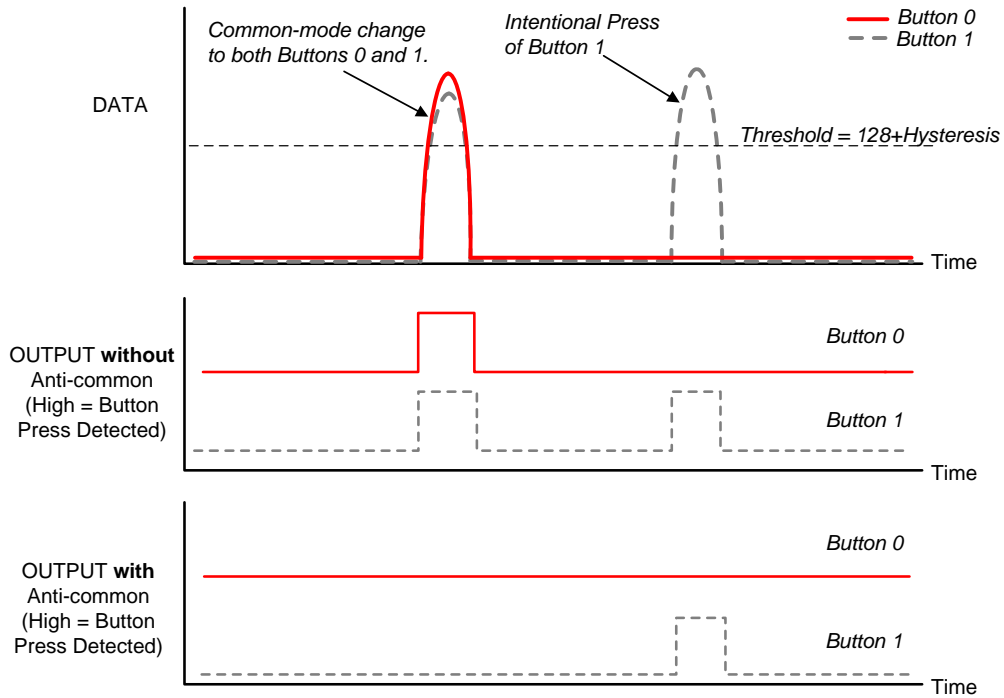 Common-mode change
to both Buttons 0 and 1.
Intentional Press
of Button 1
Button 0
Button 1
DATA
Threshold = 128+Hysteresis
Time
OUTPUT without
Anti-common
(High = Button
Press Detected)
Button 0
Button 1
Time
OUTPUT with
Anti-common
(High = Button
Press Detected)
Button 0
Button 1
Time